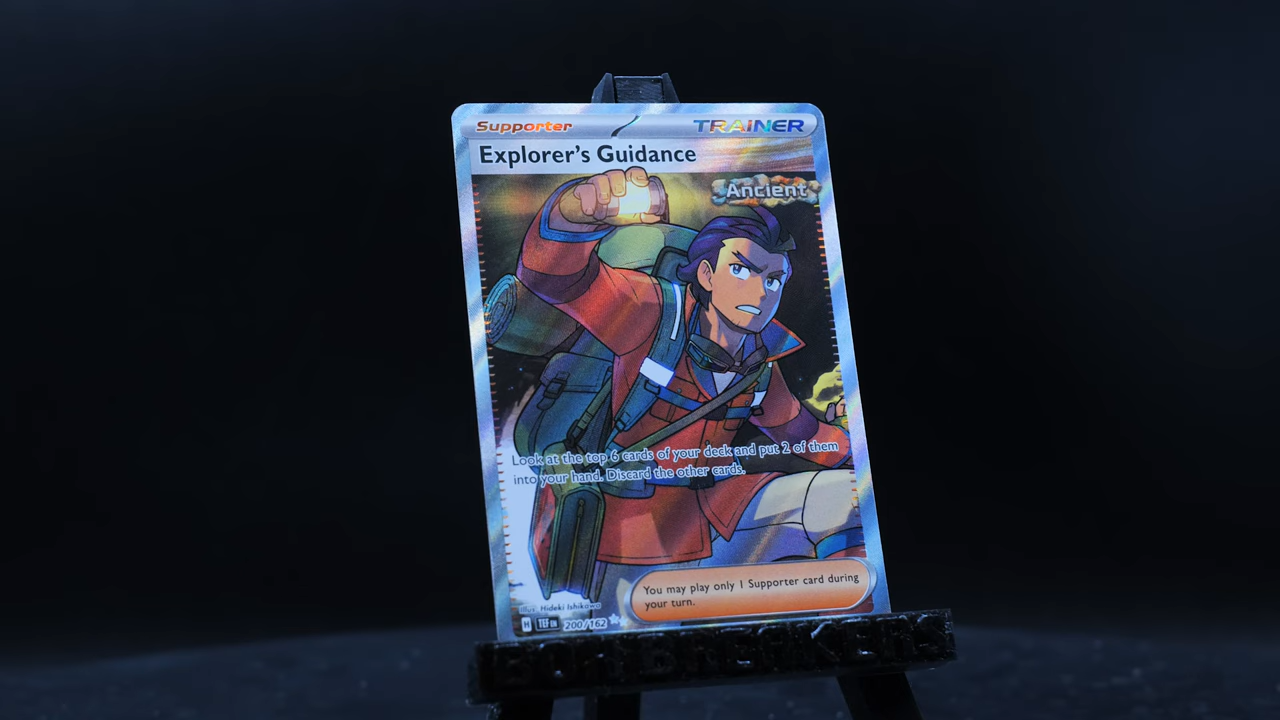 Supporter TRAINER
Explorer's Guidance
Ancient
Look at the top 6 cards of your deck and put 2 of them
into your hand. Discard the other cards.
You may play only 1 Supporter card during
your turn.
Illus. Hideki Ishikawa
H TEF EN 200/162